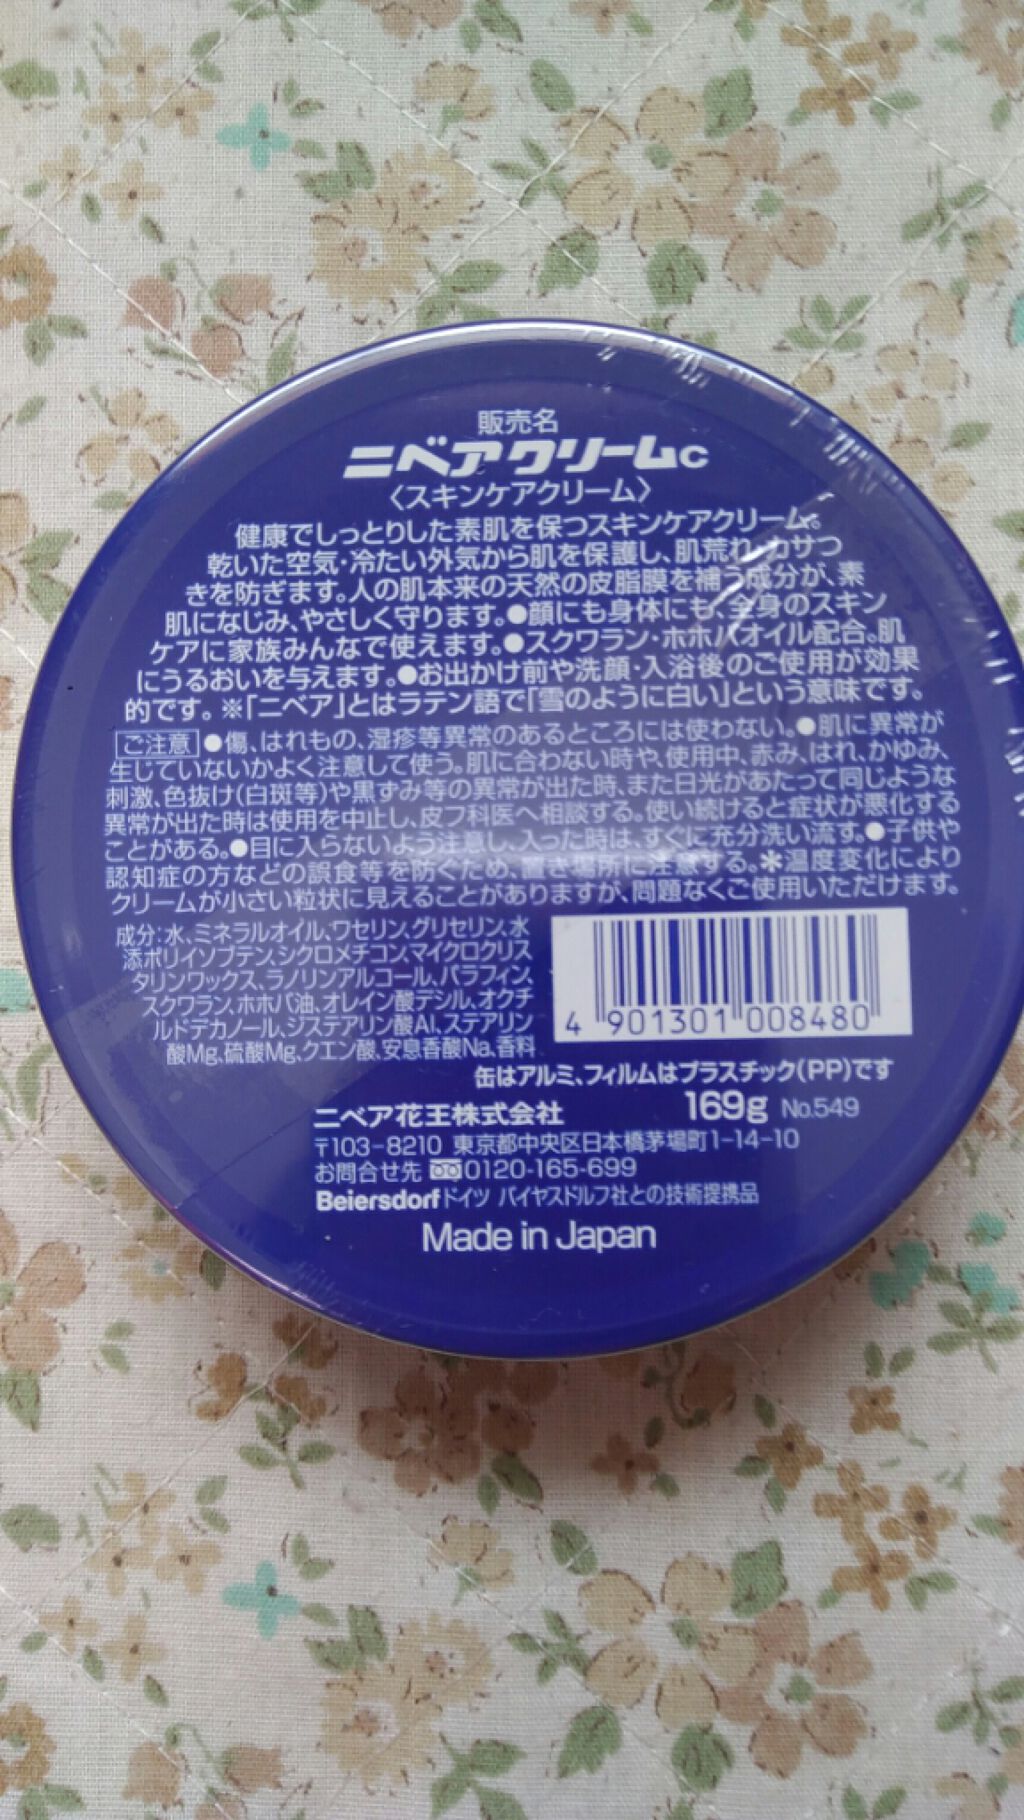 販売名
ニベアクリームc
〈スキンケアクリーム〉
健康でしっとりした素肌を保つスキンケアクリーム。
乾いた空気・冷たい外気から肌を保護し、肌荒れ、カサつ
きを防ぎます。人の肌本来の天然の皮脂膜を補う成分が、素
肌になじみ、やさしく守ります。●顔にも身体にも、全身のスキン
ケアに家族みんなで使えます。●スクワラン・ホホバオイル配合。肌
にうるおいを与えます。●お出かけ前や洗顔・入浴後のご使用が効果
的です。※「ニベア」とはラテン語で「雪のように白い」という意味です。
ご注意 ●傷、はれもの、湿疹等異常のあるところには使わない。●肌に異常が
生じていないかよく注意して使う。肌に合わない時や、使用中、赤み、はれ、かゆみ、
刺激、色抜け(白斑等)や黒ずみ等の異常が出た時、また日光があたって同じような
異常が出た時は使用を中止し、皮フ科医へ相談する。使い続けると症状が悪化する
ことがある。●目に入らないよう注意し、入った時は、すぐに充分洗い流す。●子供や
認知症の方などの誤食等を防ぐため、置き場所に注意する。＊温度変化により
クリームが小さい粒状に見えることがありますが、問題なくご使用いただけます。
成分:水、ミネラルオイル、ワセリン、グリセリン、水
添ポリイソブテン、シクロメチコン、マイクロクリス
タリンワックス、ラノリンアルコール、パラフィン、
スクワラン、ホホバ油、オレイン酸デシル、オクチ
ルドデカノール、ジステアリン酸Al、ステアリン
酸Mg、硫酸Mg、クエン酸、安息香酸Na、香料
4 901301 008480
缶はアルミ、フィルムはプラスチック(PP)です
169g No.549
ニベア花王株式会社
〒103-8210 東京都中央区日本橋茅場町1-14-10
お問合せ先 0120-165-699
Beiersdorfドイツ バイヤスドルフ社との技術提携品
Made in Japan